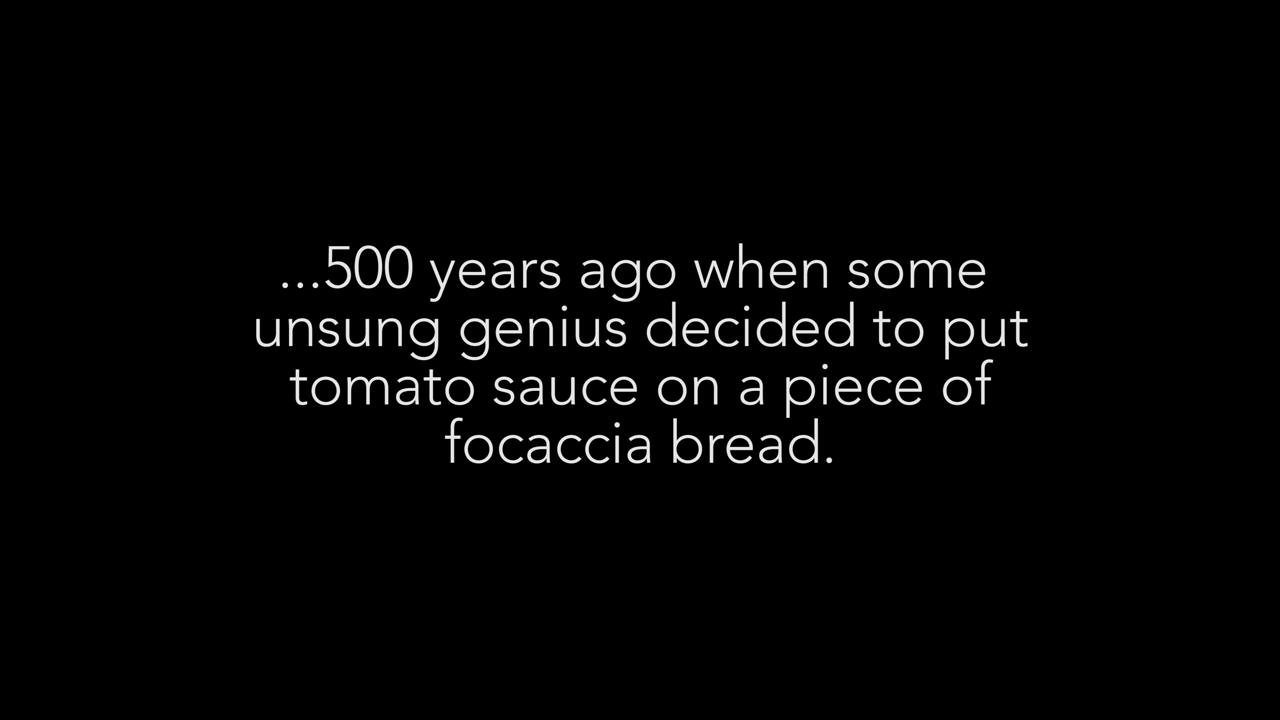 ...500 years ago when some
unsung genius decided to put
tomato sauce on a piece of
focaccia bread.